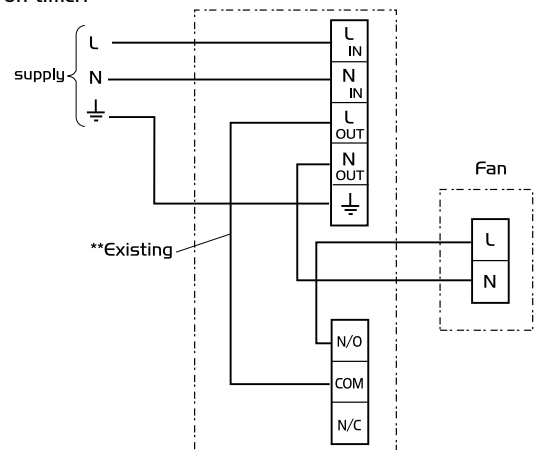 on timer.
L
L
IN
supply
N
N
IN
L
OUT
N
OUT
Fan
L
**Existing
N
N/O
COM
N/C